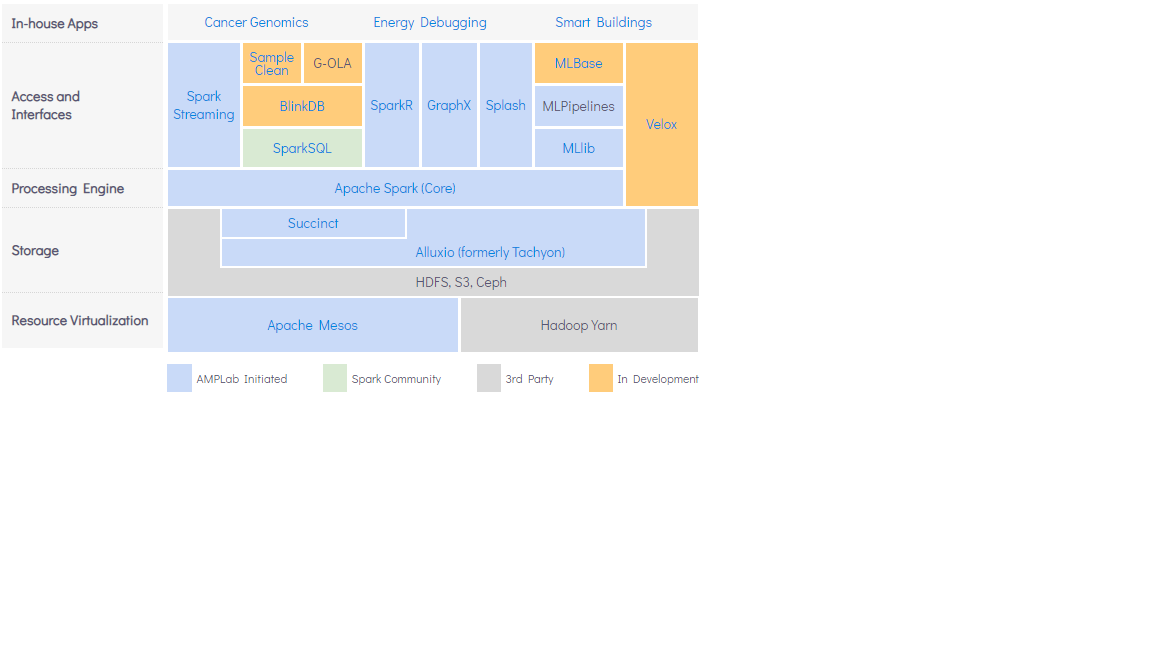 In-house Apps
Cancer Genomics
Energy Debugging
Smart Buildings
Access and
Interfaces
Spark
Streaming
Sample
Clean
G-OLA
BlinkDB
SparkSQL
SparkR
GraphX
Splash
MLBase
MLPipelines
MLlib
Velox
Processing Engine
Apache Spark (Core)
Storage
Succinct
Alluxio (formerly Tachyon)
HDFS, S3, Ceph
Resource Virtualization
Apache Mesos
Hadoop Yarn
AMPLab Initiated
Spark Community
3rd Party
In Development